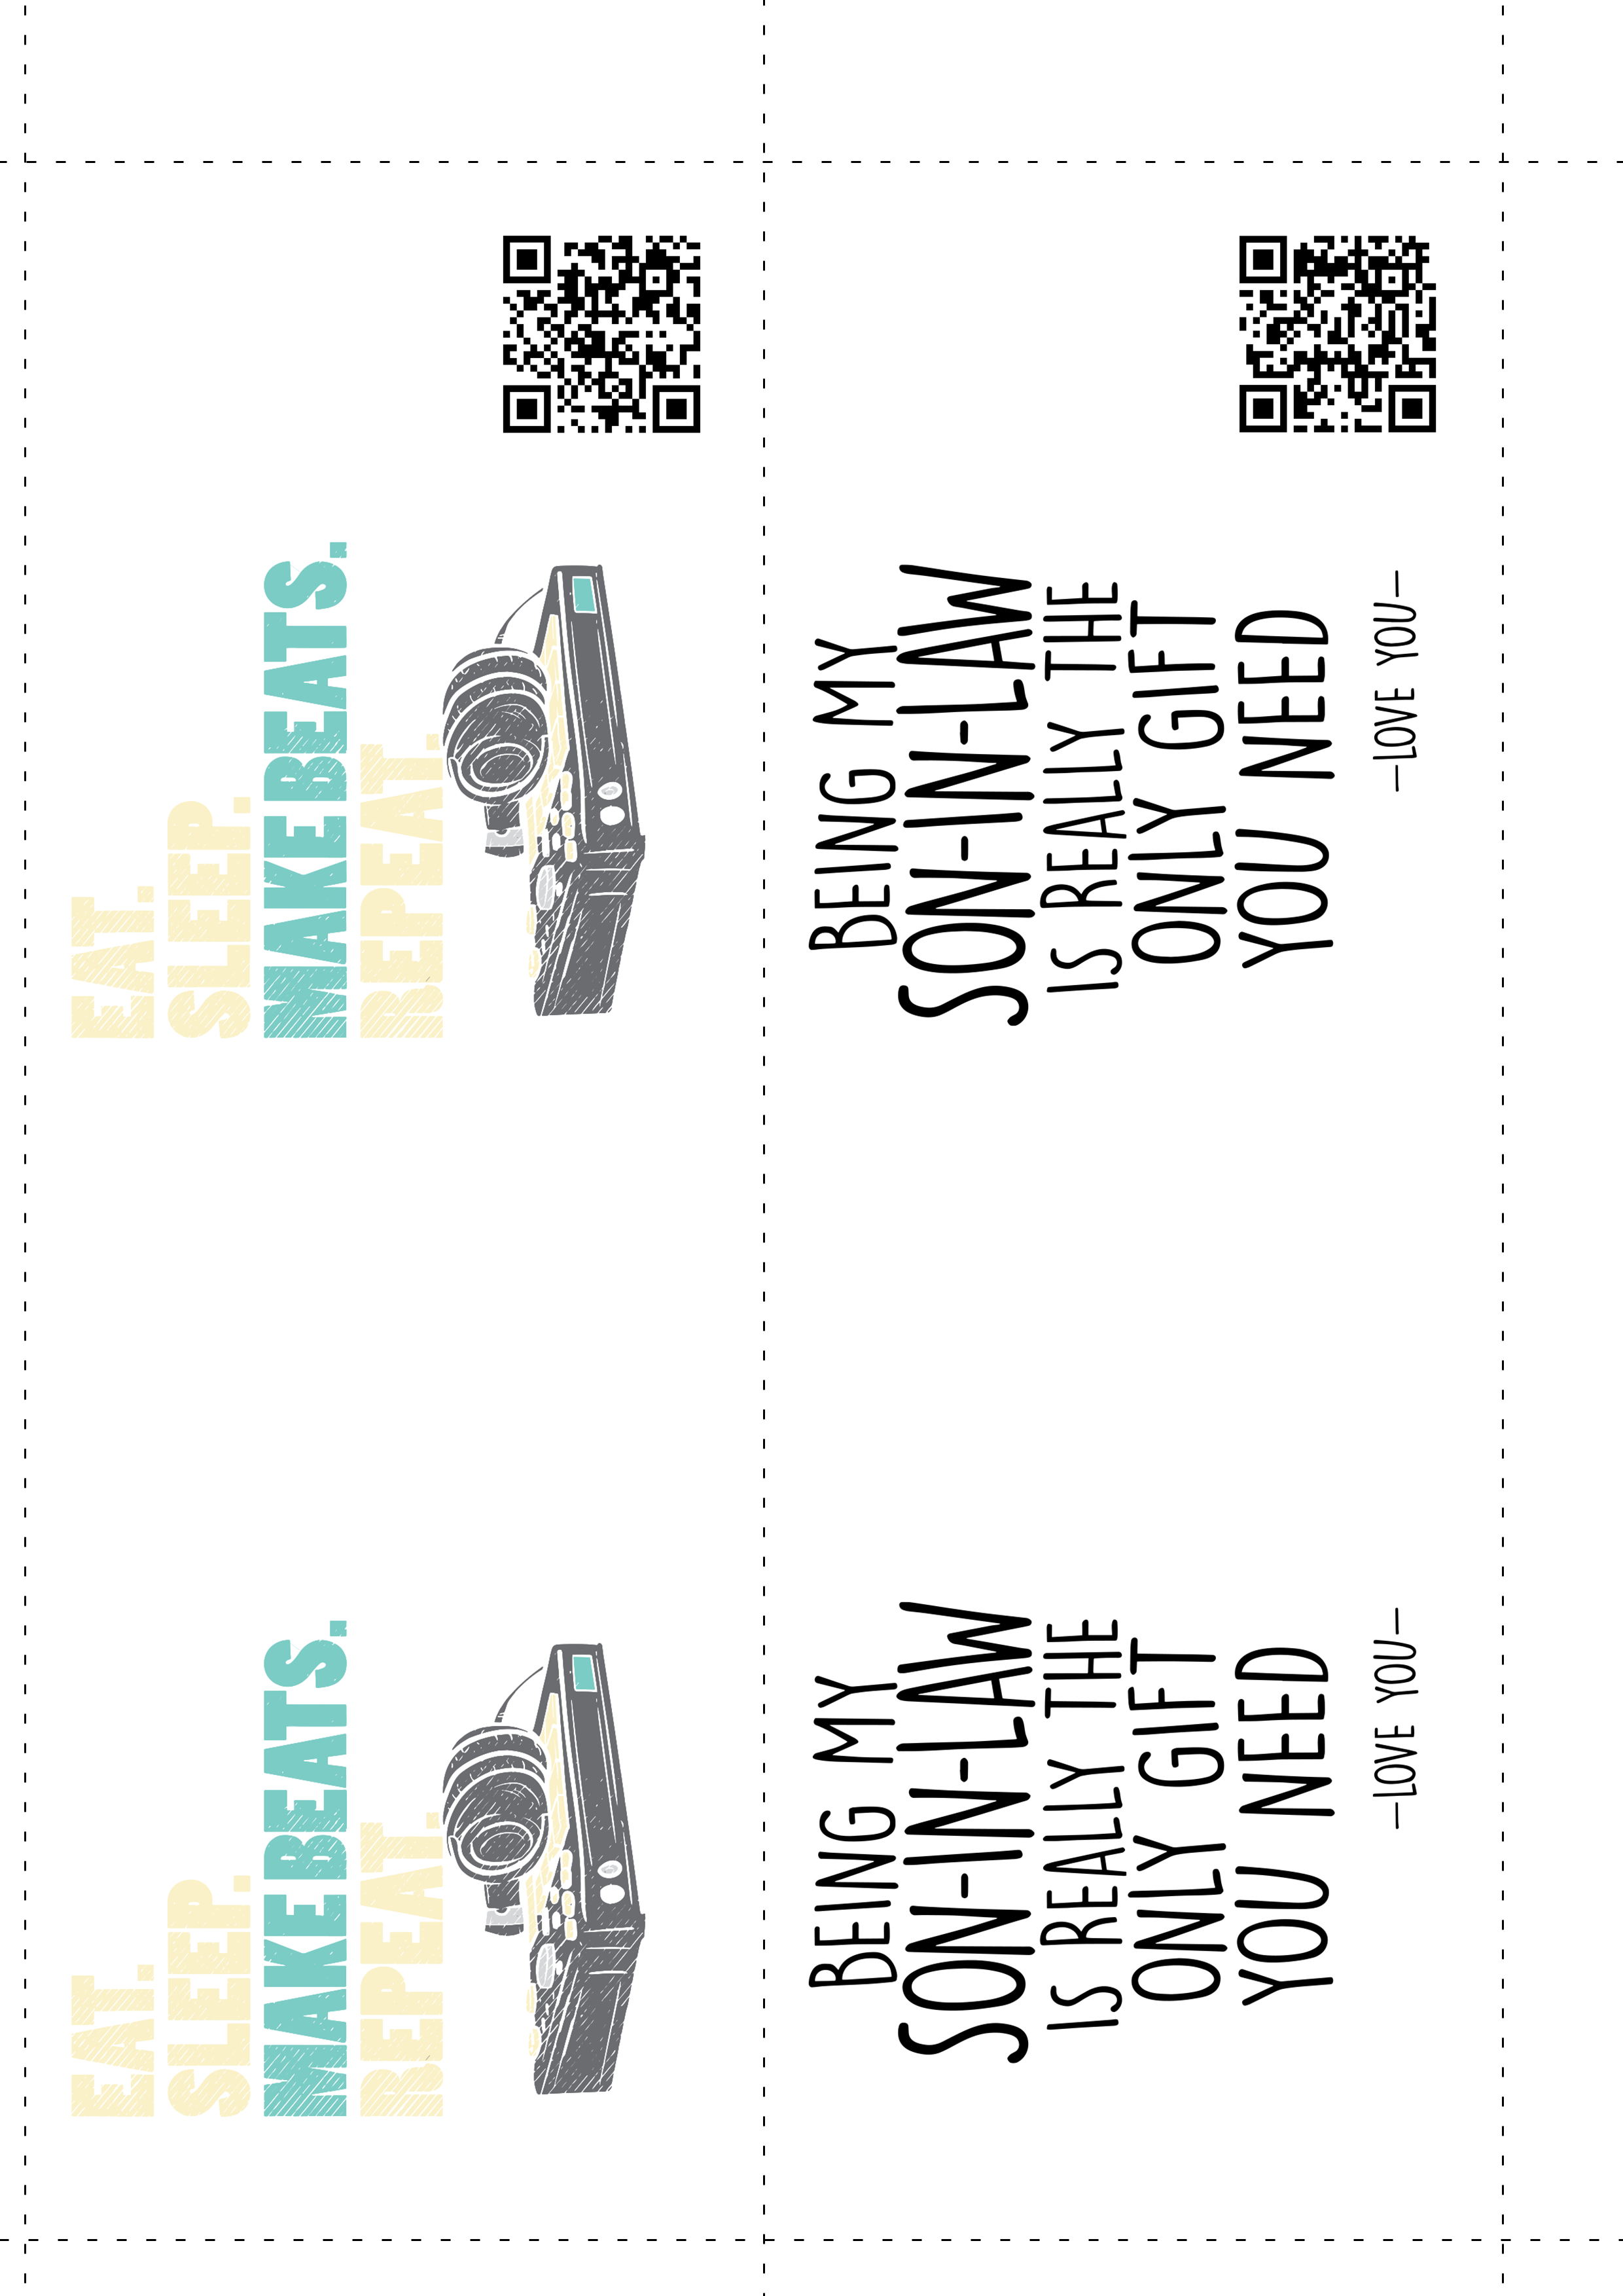 EAT.
SLEEP.
MAKE BEATS.
REPEAT.
BEING MY
SON-IN-LAW
IS REALLY THE
ONLY GIFT
YOU NEED
—LOVE YOU—
EAT.
SLEEP.
MAKE BEATS.
REPEAT.
BEING MY
SON-IN-LAW
IS REALLY THE
ONLY GIFT
YOU NEED
—LOVE YOU—